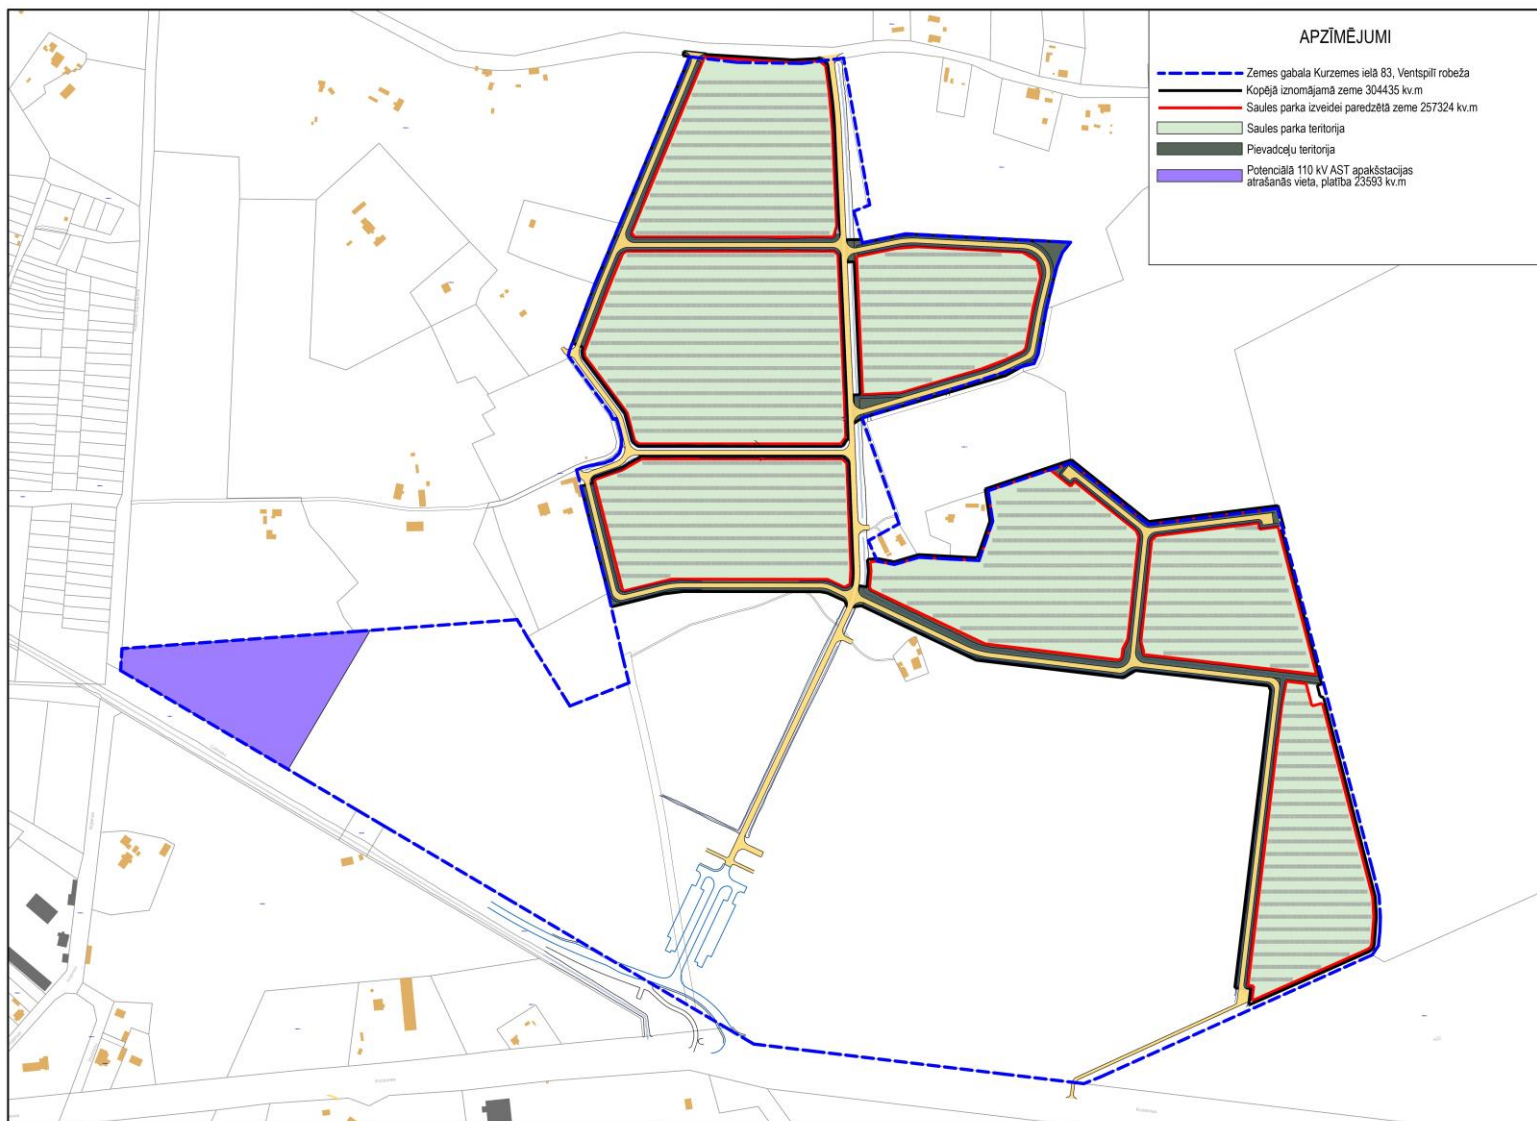 APZĪMĒJUMI
Zemes gabala Kurzemes ielā 83, Ventspilī robeža
Kopējā iznomājamā zeme 304435 kv.m
Saules parka izveidei paredzētā zeme 257324 kv.m
Saules parka teritorija
Pievadceļu teritorija
Potenciālā 110 kV AST apakšstacijas
atrašanās vieta, platība 23593 kv.m